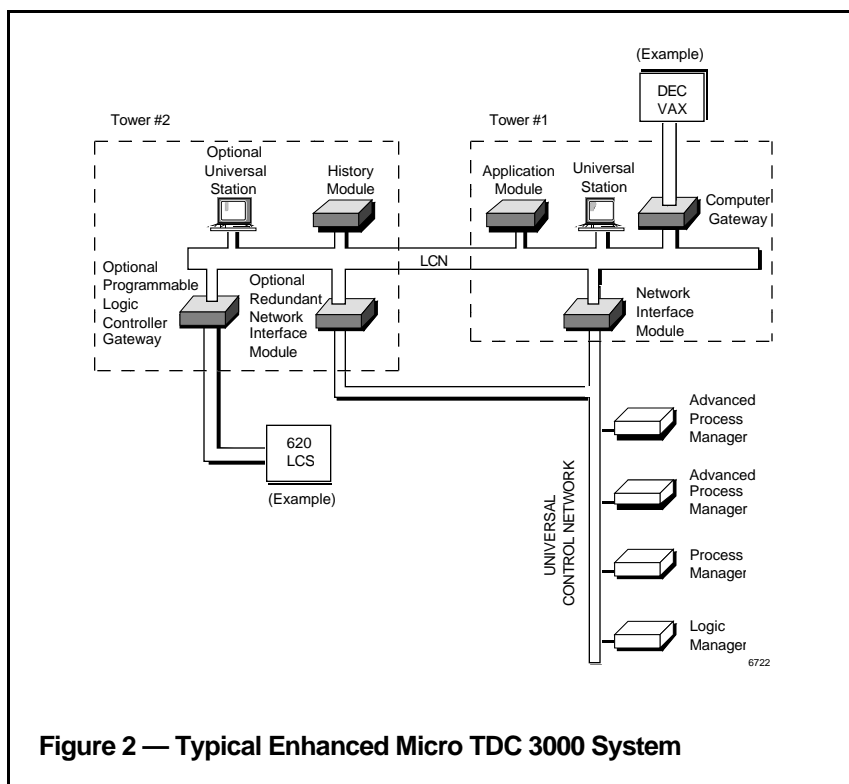 (Example)
DEC
VAX
Tower #2
Tower #1
Optional
Universal
Station
History
Module
Application
Module
Universal
Station
Computer
Gateway
LCN
Optional
Programmable
Logic
Controller
Gateway
Optional
Redundant
Network
Interface
Module
Network
Interface
Module
620
LCS
(Example)
UNIVERSAL
CONTROL NETWORK
Advanced
Process
Manager
Advanced
Process
Manager
Process
Manager
Logic
Manager
6722
Figure 2 — Typical Enhanced Micro TDC 3000 System